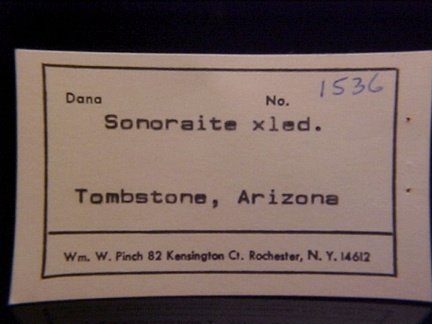 Dana No. 1536
Sonoraite xled.
Tombstone, Arizona
Wm. W. Pinch 82 Kensington Ct. Rochester, N. Y. 14612